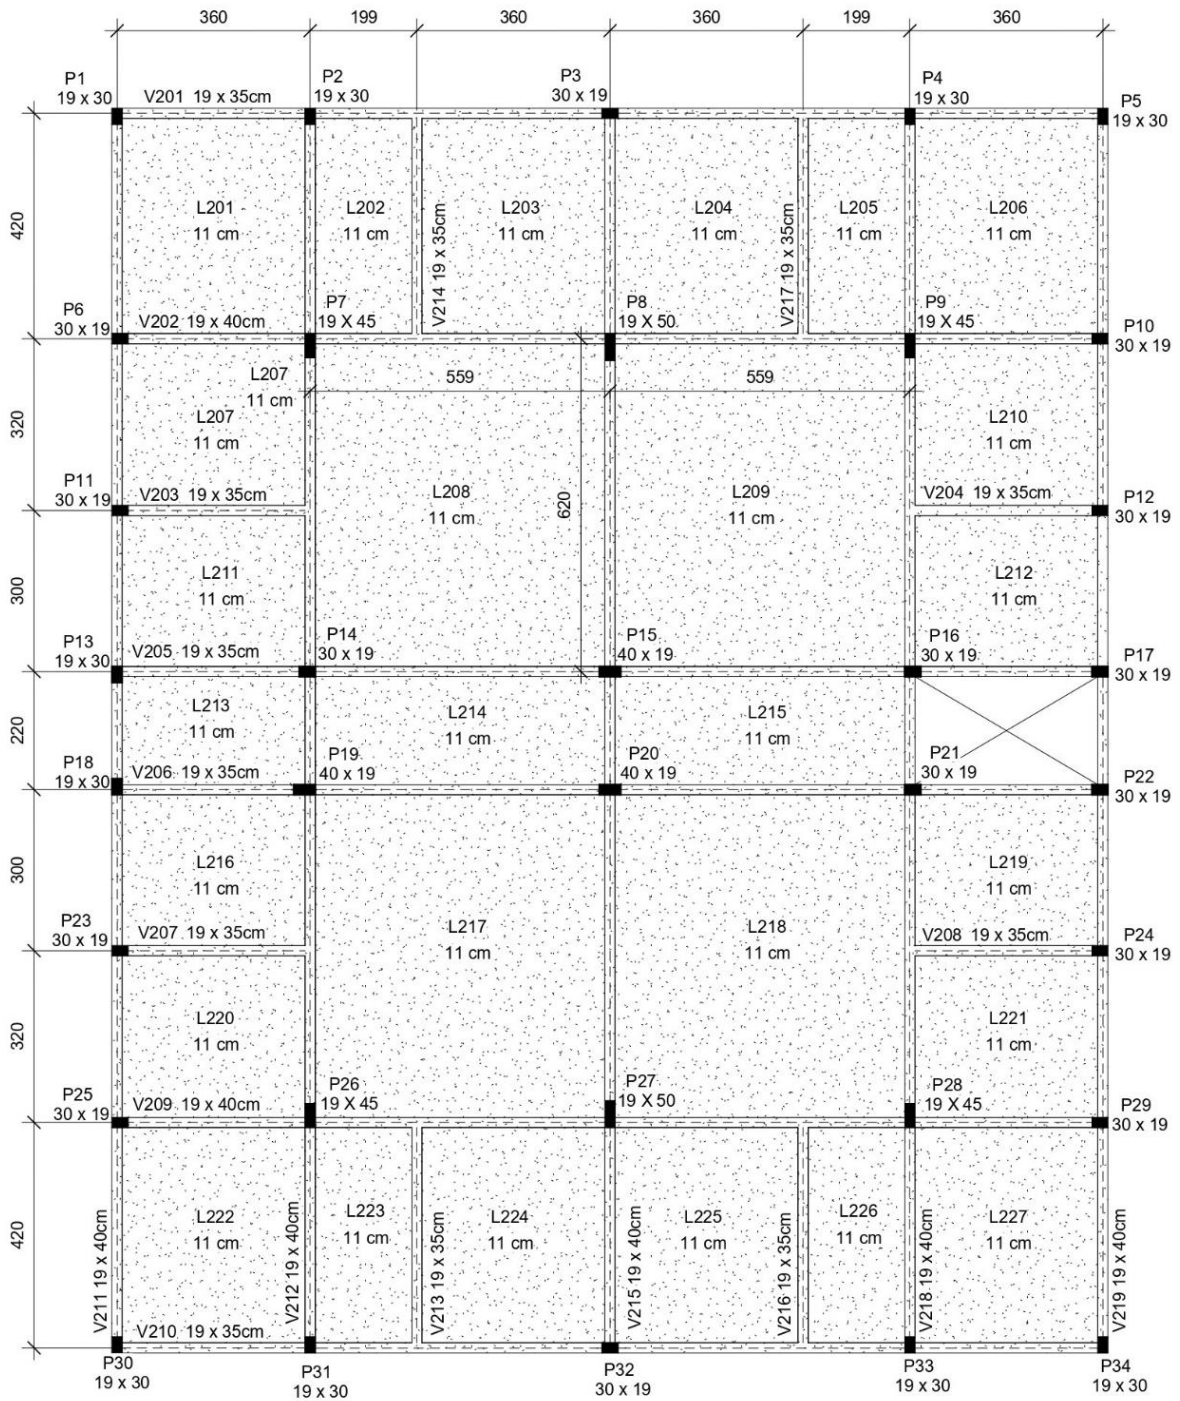 360 199 360 360 199 360
P1
19 x 30
V201 19 x 35cm
P2
19 x 30
P3
30 x 19
P4
19 x 30
P5
19 x 30
420
L201
11 cm
L202
11 cm
V214 19 x 35cm
L203
11 cm
L204
11 cm
V217 19 x 35cm
L205
11 cm
L206
11 cm
P6
30 x 19
V202 19 x 40cm
P7
19 X 45
P8
19 X 50
P9
19 X 45
P10
30 x 19
320
L207
11 cm
L207
11 cm
559
559
L210
11 cm
P11
30 x 19
V203 19 x 35cm
L208
11 cm
620
L209
11 cm
V204 19 x 35cm
P12
30 x 19
300
L211
11 cm
L212
11 cm
P13
19 x 30
V205 19 x 35cm
P14
30 x 19
P15
40 x 19
P16
30 x 19
P17
30 x 19
220
L213
11 cm
L214
11 cm
L215
11 cm
P18
19 x 30
V206 19 x 35cm
P19
40 x 19
P20
40 x 19
P21
30 x 19
P22
30 x 19
300
L216
11 cm
L219
11 cm
P23
30 x 19
V207 19 x 35cm
L217
11 cm
L218
11 cm
V208 19 x 35cm
P24
30 x 19
320
L220
11 cm
L221
11 cm
P25
30 x 19
V209 19 x 40cm
P26
19 X 45
P27
19 X 50
P28
19 X 45
P29
30 x 19
420
V211 19 x 40cm
L222
11 cm
V212 19 x 40cm
L223
11 cm
V213 19 x 35cm
L224
11 cm
V215 19 x 40cm
L225
11 cm
V216 19 x 35cm
L226
11 cm
V218 19 x 40cm
L227
11 cm
V219 19 x 40cm
V210 19 x 35cm
P30
19 x 30
P31
19 x 30
P32
30 x 19
P33
19 x 30
P34
19 x 30